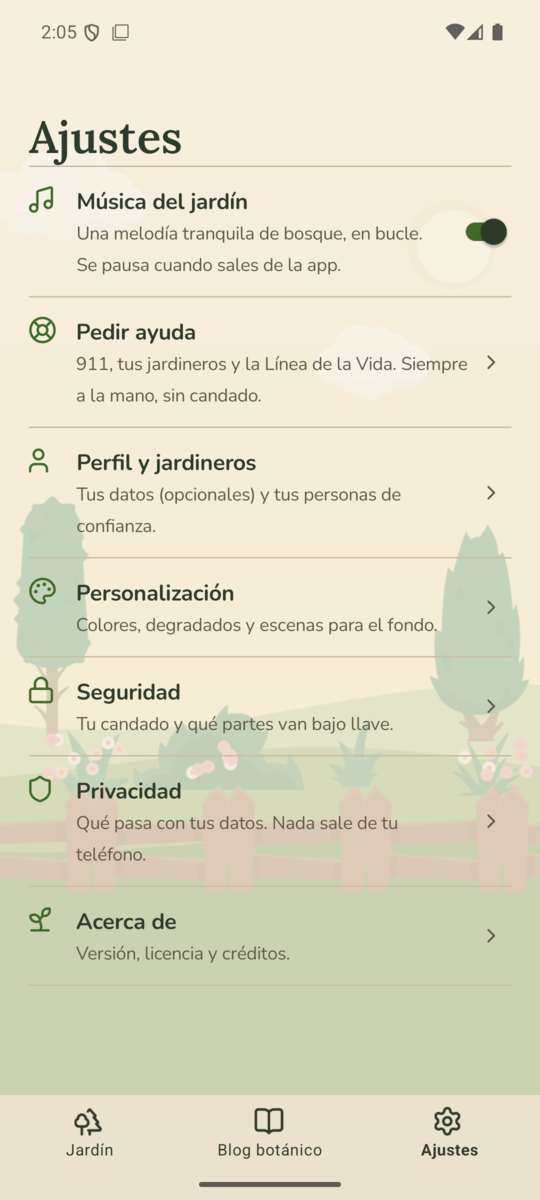 2:05
Ajustes
Música del jardín
Una melodía tranquila de bosque, en bucle.
Se pausa cuando sales de la app.
Pedir ayuda
911, tus jardineros y la Línea de la Vida. Siempre
a la mano, sin candado.
Perfil y jardineros
Tus datos (opcionales) y tus personas de
confianza.
Personalización
Colores, degradados y escenas para el fondo.
Seguridad
Tu candado y qué partes van bajo llave.
Privacidad
Qué pasa con tus datos. Nada sale de tu
teléfono.
Acerca de
Versión, licencia y créditos.
Jardín
Blog botánico
Ajustes